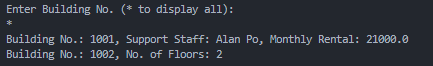 Enter Building No. (* to display all):
*
Building No.: 1001, Support Staff: Alan Po, Monthly Rental: 21000.0
Building No.: 1002, No. of Floors: 2